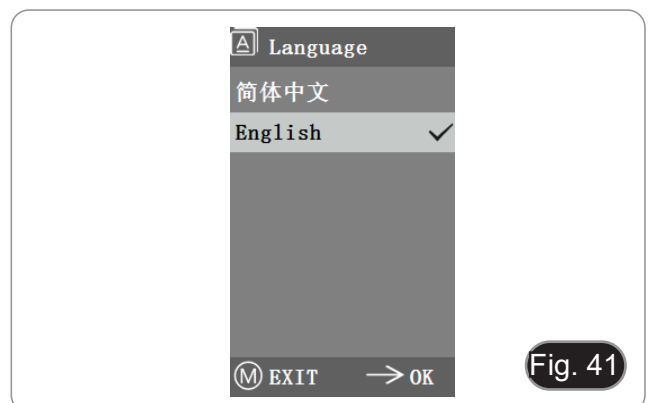 A Language
简体中文
English
M EXIT → OK
Fig. 41